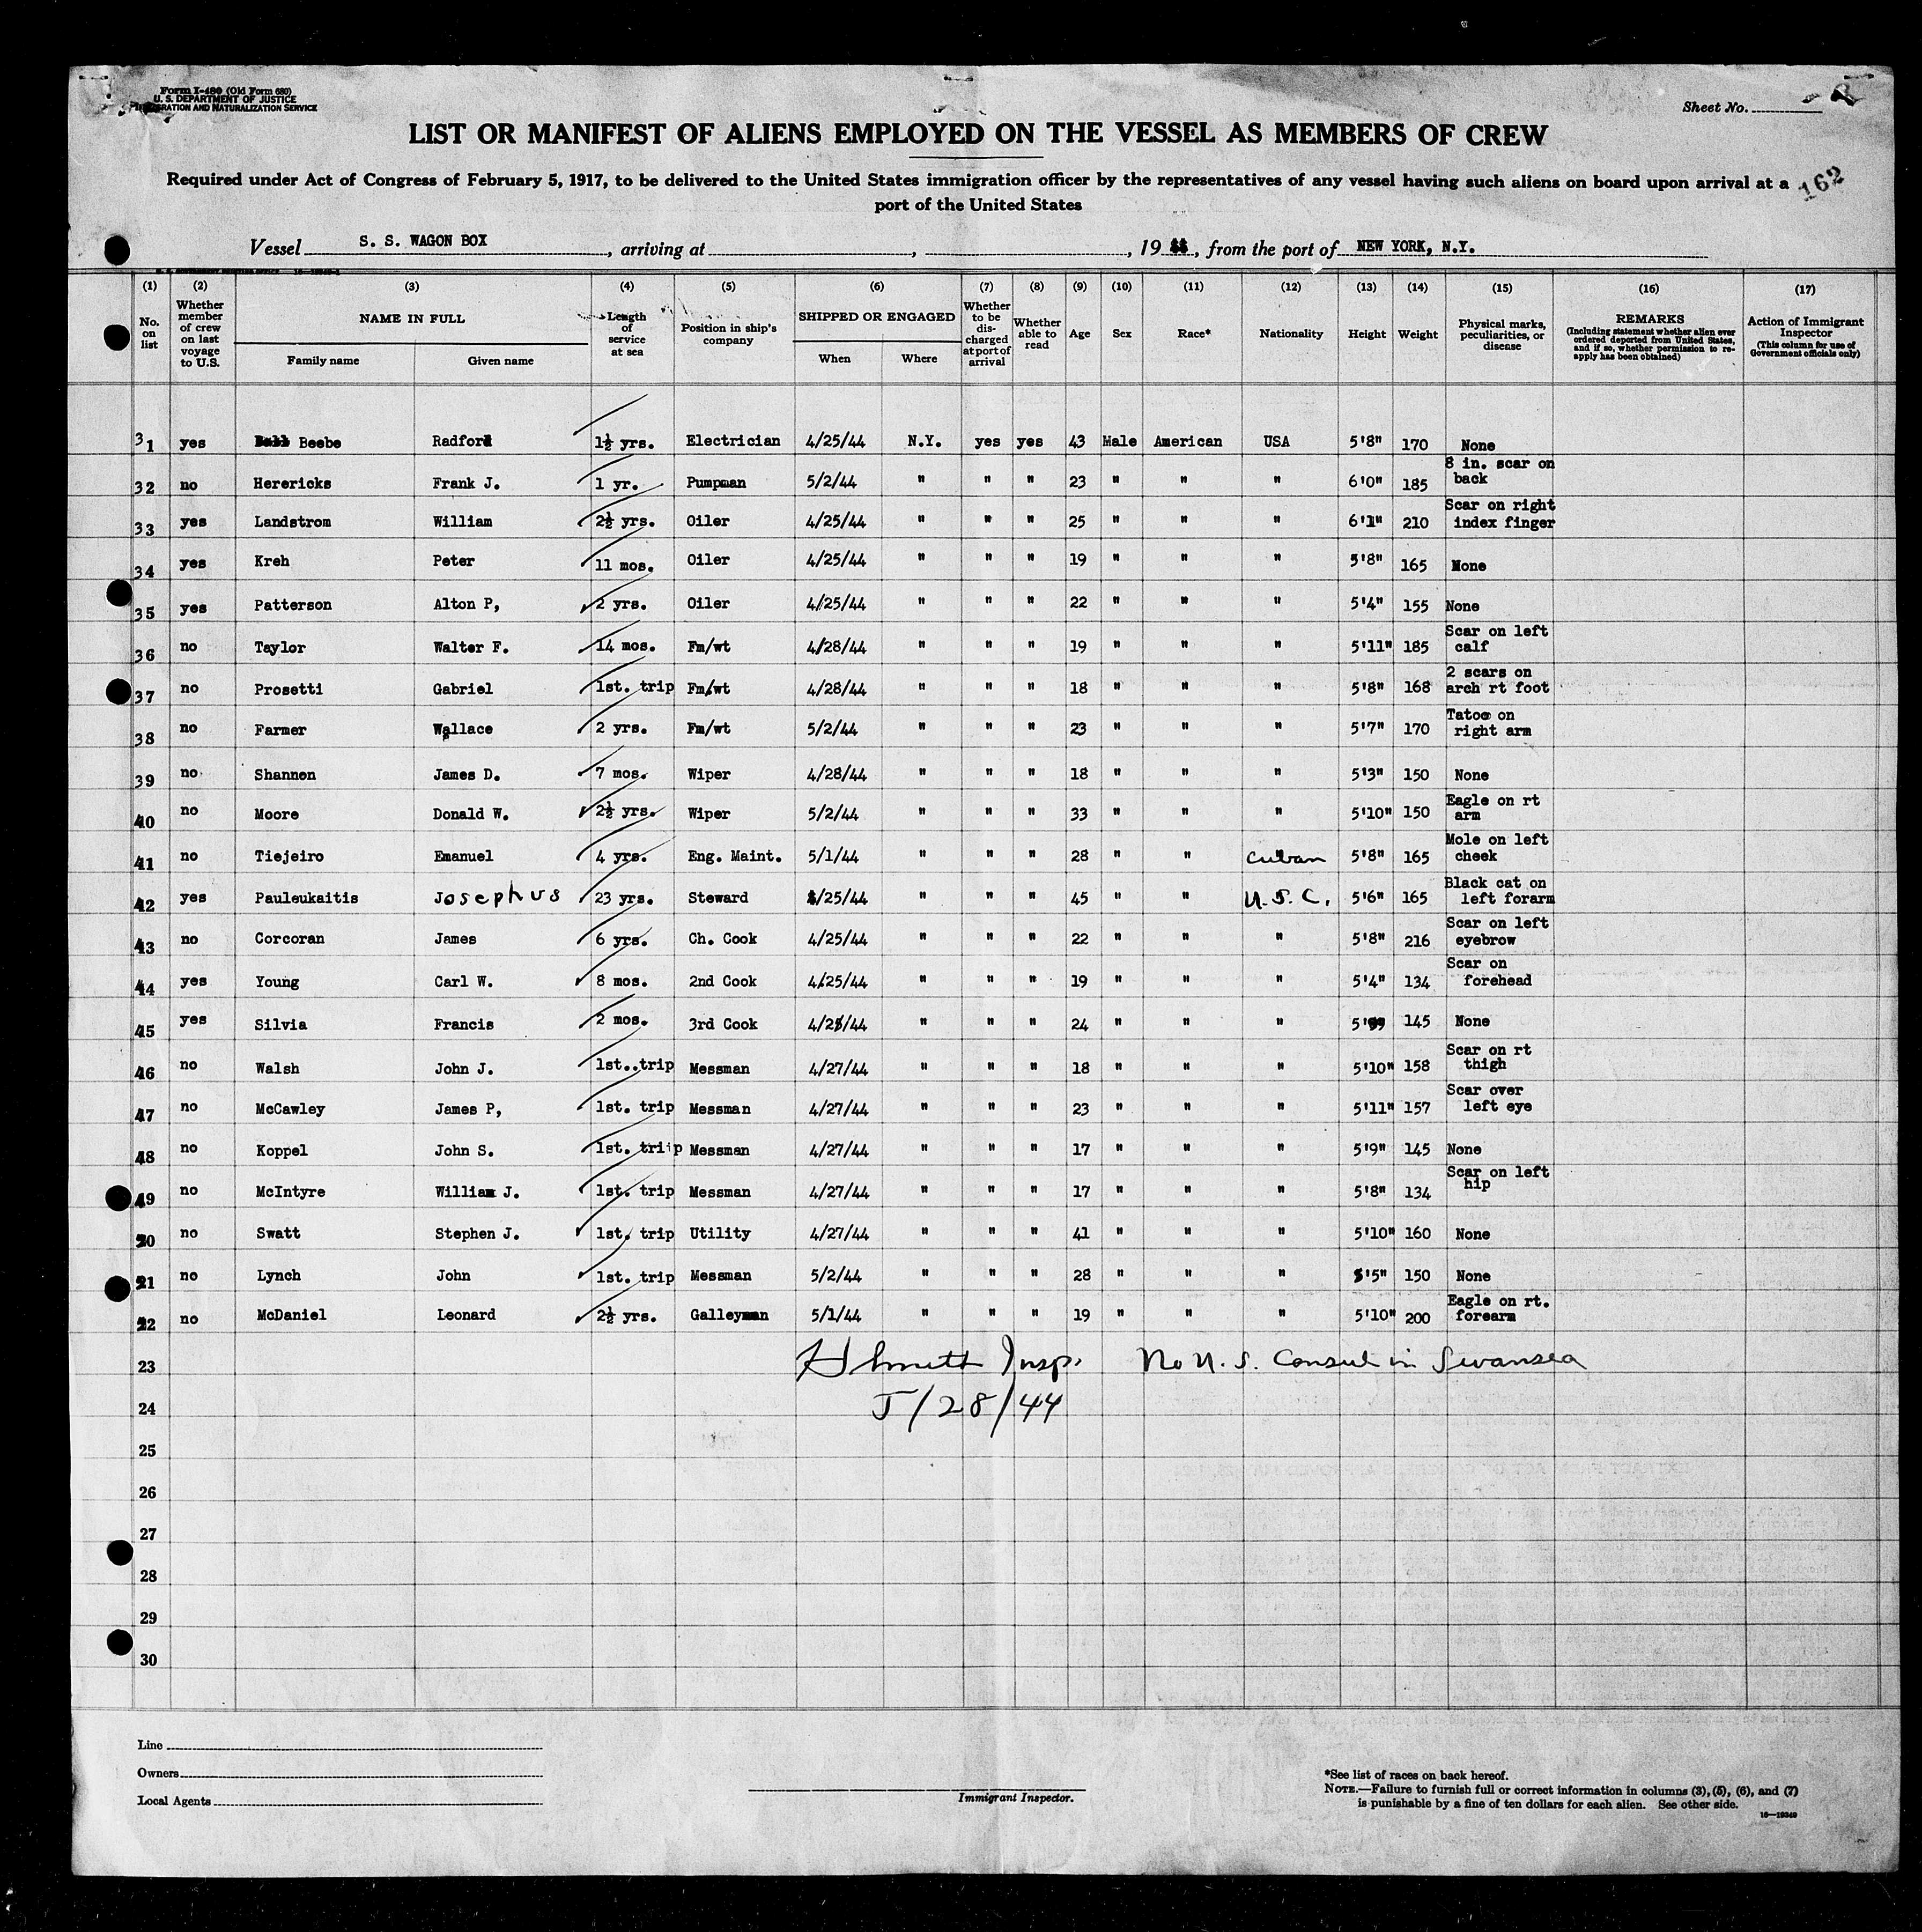 Form I-480 (Old Form 680)
U. S. DEPARTMENT OF JUSTICE
IMMIGRATION AND NATURALIZATION SERVICE
Sheet No.
LIST OR MANIFEST OF ALIENS EMPLOYED ON THE VESSEL AS MEMBERS OF CREW
Required under Act of Congress of February 5, 1917, to be delivered to the United States immigration officer by the representatives of any vessel having such aliens on board upon arrival at a
port of the United States
162
Vessel S. S. WAGON BOX, arriving at , , 1944, from the port of NEW YORK, N.Y.
(1) (2) (3) (4) (5) (6) (7) (8) (9) (10) (11) (12) (13) (14) (15) (16) (17)
No. on list
Whether member of crew on last voyage to U.S.
NAME IN FULL
Family name Given name
Length of service at sea
Position in ship's company
SHIPPED OR ENGAGED
When Where
Whether to be discharged at port of arrival
Whether able to read
Age
Sex
Race*
Nationality
Height
Weight
Physical marks, peculiarities, or disease
REMARKS
(Including statement whether alien ever ordered deported from United States, and if so, whether permission to re-apply has been obtained)
Action of Immigrant Inspector
(This column for use of Government officials only)
31 yes Beebe Radford 1½ yrs. Electrician 4/25/44 N.Y. yes yes 43 Male American USA 5'8" 170 None
32 no Herericks Frank J. 1 yr. Pumpman 5/2/44 " " " 23 " " " 6'0" 185 8 in. scar on back
33 yes Landstrom William 2½ yrs. Oiler 4/25/44 " " " 25 " " " 6'1" 210 Scar on right index finger
34 yes Kreh Peter 11 mos. Oiler 4/25/44 " " " 19 " " " 5'8" 165 None
35 yes Patterson Alton P, 2 yrs. Oiler 4/25/44 " " " 22 " " " 5'4" 155 None
36 no Taylor Walter F. 14 mos. Fm/wt 4/28/44 " " " 19 " " " 5'11" 185 Scar on left calf
37 no Prosetti Gabriel 1st. trip Fm/wt 4/28/44 " " " 18 " " " 5'8" 168 2 scars on arch rt foot
38 no Farmer Wallace 2 yrs. Fm/wt 5/2/44 " " " 23 " " " 5'7" 170 Tatoo on right arm
39 no Shannon James D. 7 mos. Wiper 4/28/44 " " " 18 " " " 5'3" 150 None
40 no Moore Donald W. 2½ yrs. Wiper 5/2/44 " " " 33 " " " 5'10" 150 Eagle on rt arm
41 no Tiejeiro Emanuel 4 yrs. Eng. Maint. 5/1/44 " " " 28 " " Cuban 5'8" 165 Mole on left cheek
42 yes Pauleukaitis Josephus 23 yrs. Steward 4/25/44 " " " 45 " " U.S.C. 5'6" 165 Black cat on left forarm
43 no Corcoran James 6 yrs. Ch. Cook 4/25/44 " " " 22 " " " 5'8" 216 Scar on left eyebrow
44 yes Young Carl W. 8 mos. 2nd Cook 4/25/44 " " " 19 " " " 5'4" 134 Scar on forehead
45 yes Silvia Francis 2 mos. 3rd Cook 4/25/44 " " " 24 " " " 145 None
46 no Walsh John J. 1st..trip Messman 4/27/44 " " " 18 " " " 5'10" 158 Scar on rt thigh
47 no McCawley James P, 1st. trip Messman 4/27/44 " " " 23 " " " 5'11" 157 Scar over left eye
48 no Koppel John S. 1st. triip Messman 4/27/44 " " " 17 " " " 5'9" 145 None
49 no McIntyre William J. 1st. trip Messman 4/27/44 " " " 17 " " " 5'8" 134 Scar on left hip
20 no Swatt Stephen J. 1st. trip Utility 4/27/44 " " " 41 " " " 5'10" 160 None
21 no Lynch John 1st. trip Messman 5/2/44 " " " 28 " " " 5'5" 150 None
22 no McDaniel Leonard 2½ yrs. Galleyman 5/1/44 " " " 19 " " " 5'10" 200 Eagle on rt. forearm
23 Insp. No U.S. Consul in Swansea
24 5/28/44
25
26
27
28
29
30
Line
Owners
Local Agents
Immigrant Inspector.
*See list of races on back hereof.
NOTE.—Failure to furnish full or correct information in columns (3), (5), (6), and (7)
is punishable by a fine of ten dollars for each alien. See other side.
16—19349